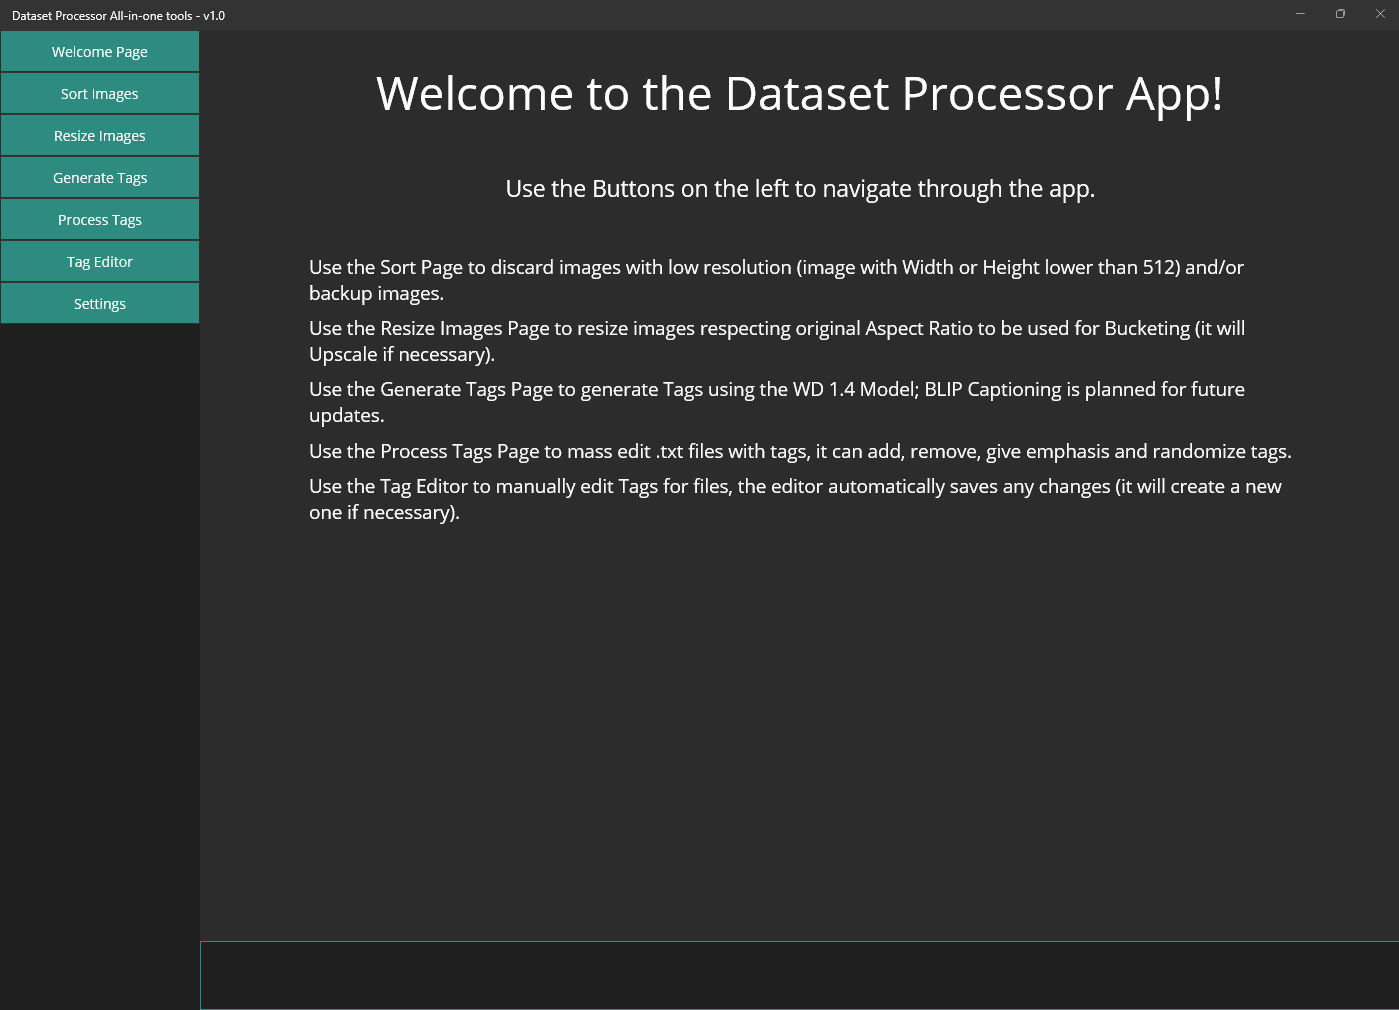 Dataset Processor All-in-one tools - v1.0
Welcome Page
Sort Images
Resize Images
Generate Tags
Process Tags
Tag Editor
Settings
Welcome to the Dataset Processor App!
Use the Buttons on the left to navigate through the app.
Use the Sort Page to discard images with low resolution (image with Width or Height lower than 512) and/or
backup images.
Use the Resize Images Page to resize images respecting original Aspect Ratio to be used for Bucketing (it will
Upscale if necessary).
Use the Generate Tags Page to generate Tags using the WD 1.4 Model; BLIP Captioning is planned for future
updates.
Use the Process Tags Page to mass edit .txt files with tags, it can add, remove, give emphasis and randomize tags.
Use the Tag Editor to manually edit Tags for files, the editor automatically saves any changes (it will create a new
one if necessary).